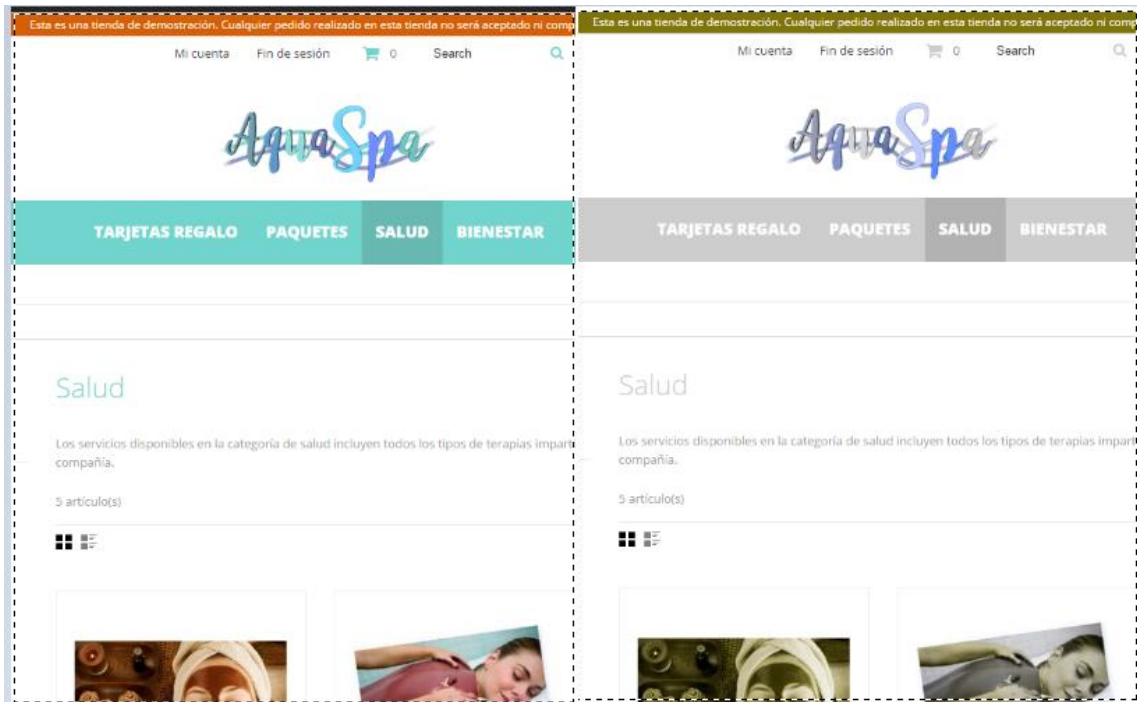 Esta es una tienda de demostración. Cualquier pedido realizado en esta tienda no será aceptado ni
Mi cuenta Fin de sesión 0 Search
AquaSpa
TARJETAS REGALO PAQUETES SALUD BIENESTAR
Salud
Los servicios disponibles en la categoría de salud incluyen todos los tipos de terapias
compañía.
5 artículo(s)
Esta es una tienda de demostración. Cualquier pedido realizado en esta tienda no será aceptado ni
Mi cuenta Fin de sesión 0 Search
AquaSpa
TARJETAS REGALO PAQUETES SALUD BIENESTAR
Salud
Los servicios disponibles en la categoría de salud incluyen todos los tipos de terapias
compañía.
5 artículo(s)